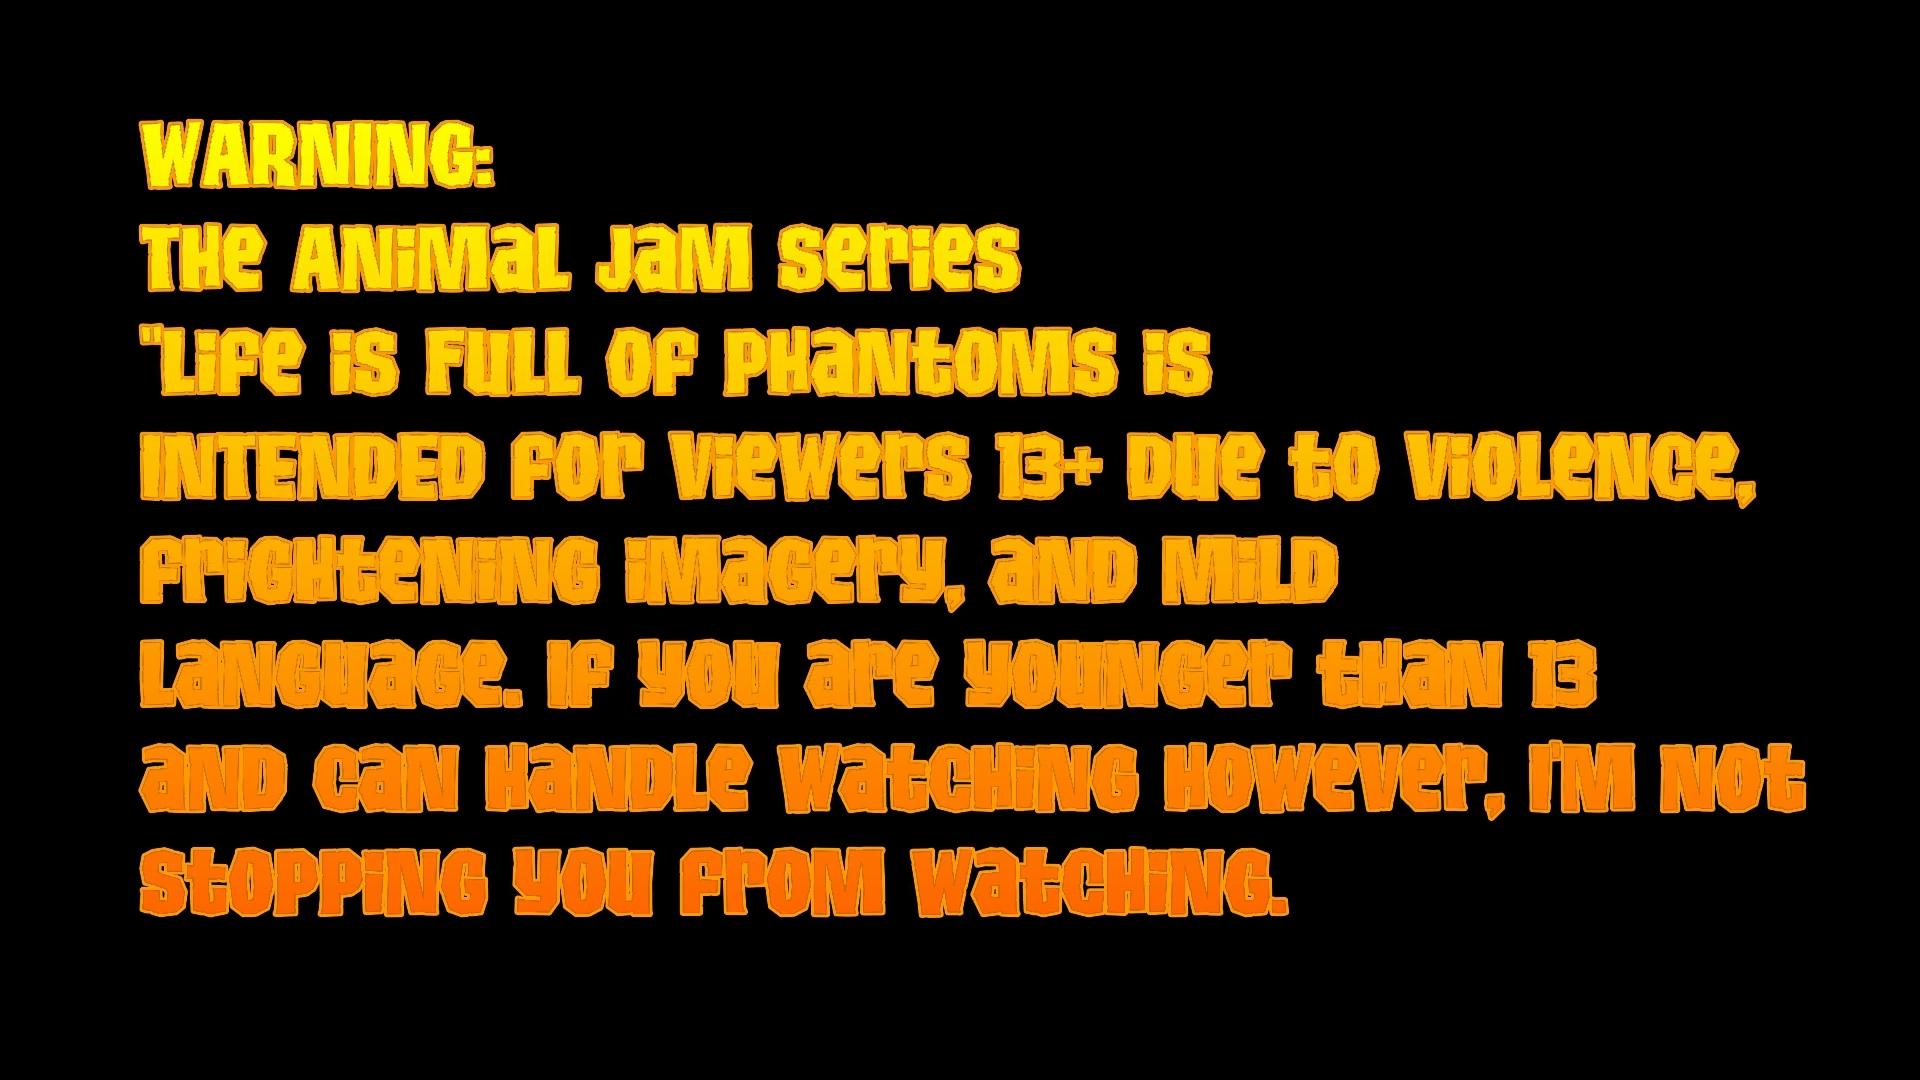 WARNING:
The Animal Jam series
"Life is Full of Phantoms is
INTENDED for viewers 13+ Due to violence,
frightening imagery, and mild
Language. If you are younger than 13
and can handle watching however, I'm not
stopping you from watching.